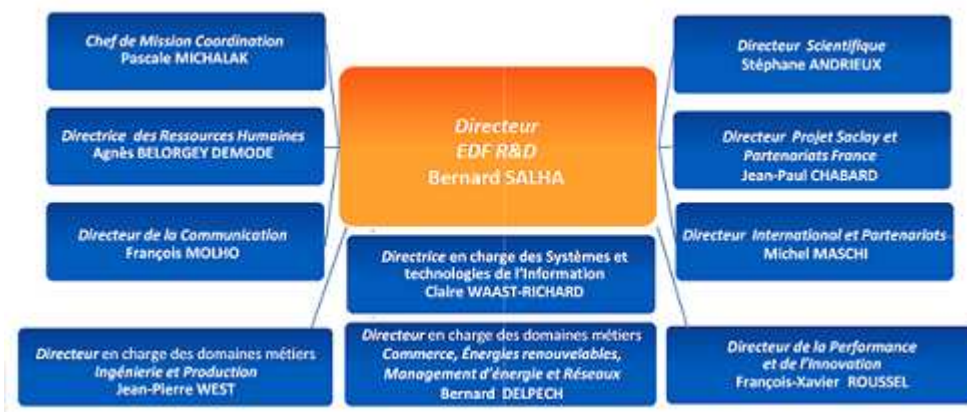 Chef de Mission Coordination
Pascale MICHALAK
Directrice des Ressources Humaines
Agnès BELORGEY DEMODE
Directeur de la Communication
François MOLHO
Directeur en charge des domaines métiers
Ingénierie et Production
Jean-Pierre WEST
Directeur
EDF R&D
Bernard SALHA
Directrice en charge des Systèmes et
technologies de l'Information
Claire WAAST-RICHARD
Directeur en charge des domaines métiers
Commerce, Énergies renouvelables,
Management d'énergie et Réseaux
Bernard DELPECH
Directeur Scientifique
Stéphane ANDRIEUX
Directeur Projet Saclay et
Partenariats France
Jean-Paul CHABARD
Directeur International et Partenariats
Michel MASCHI
Directeur de la Performance
et de l'Innovation
François-Xavier ROUSSEL